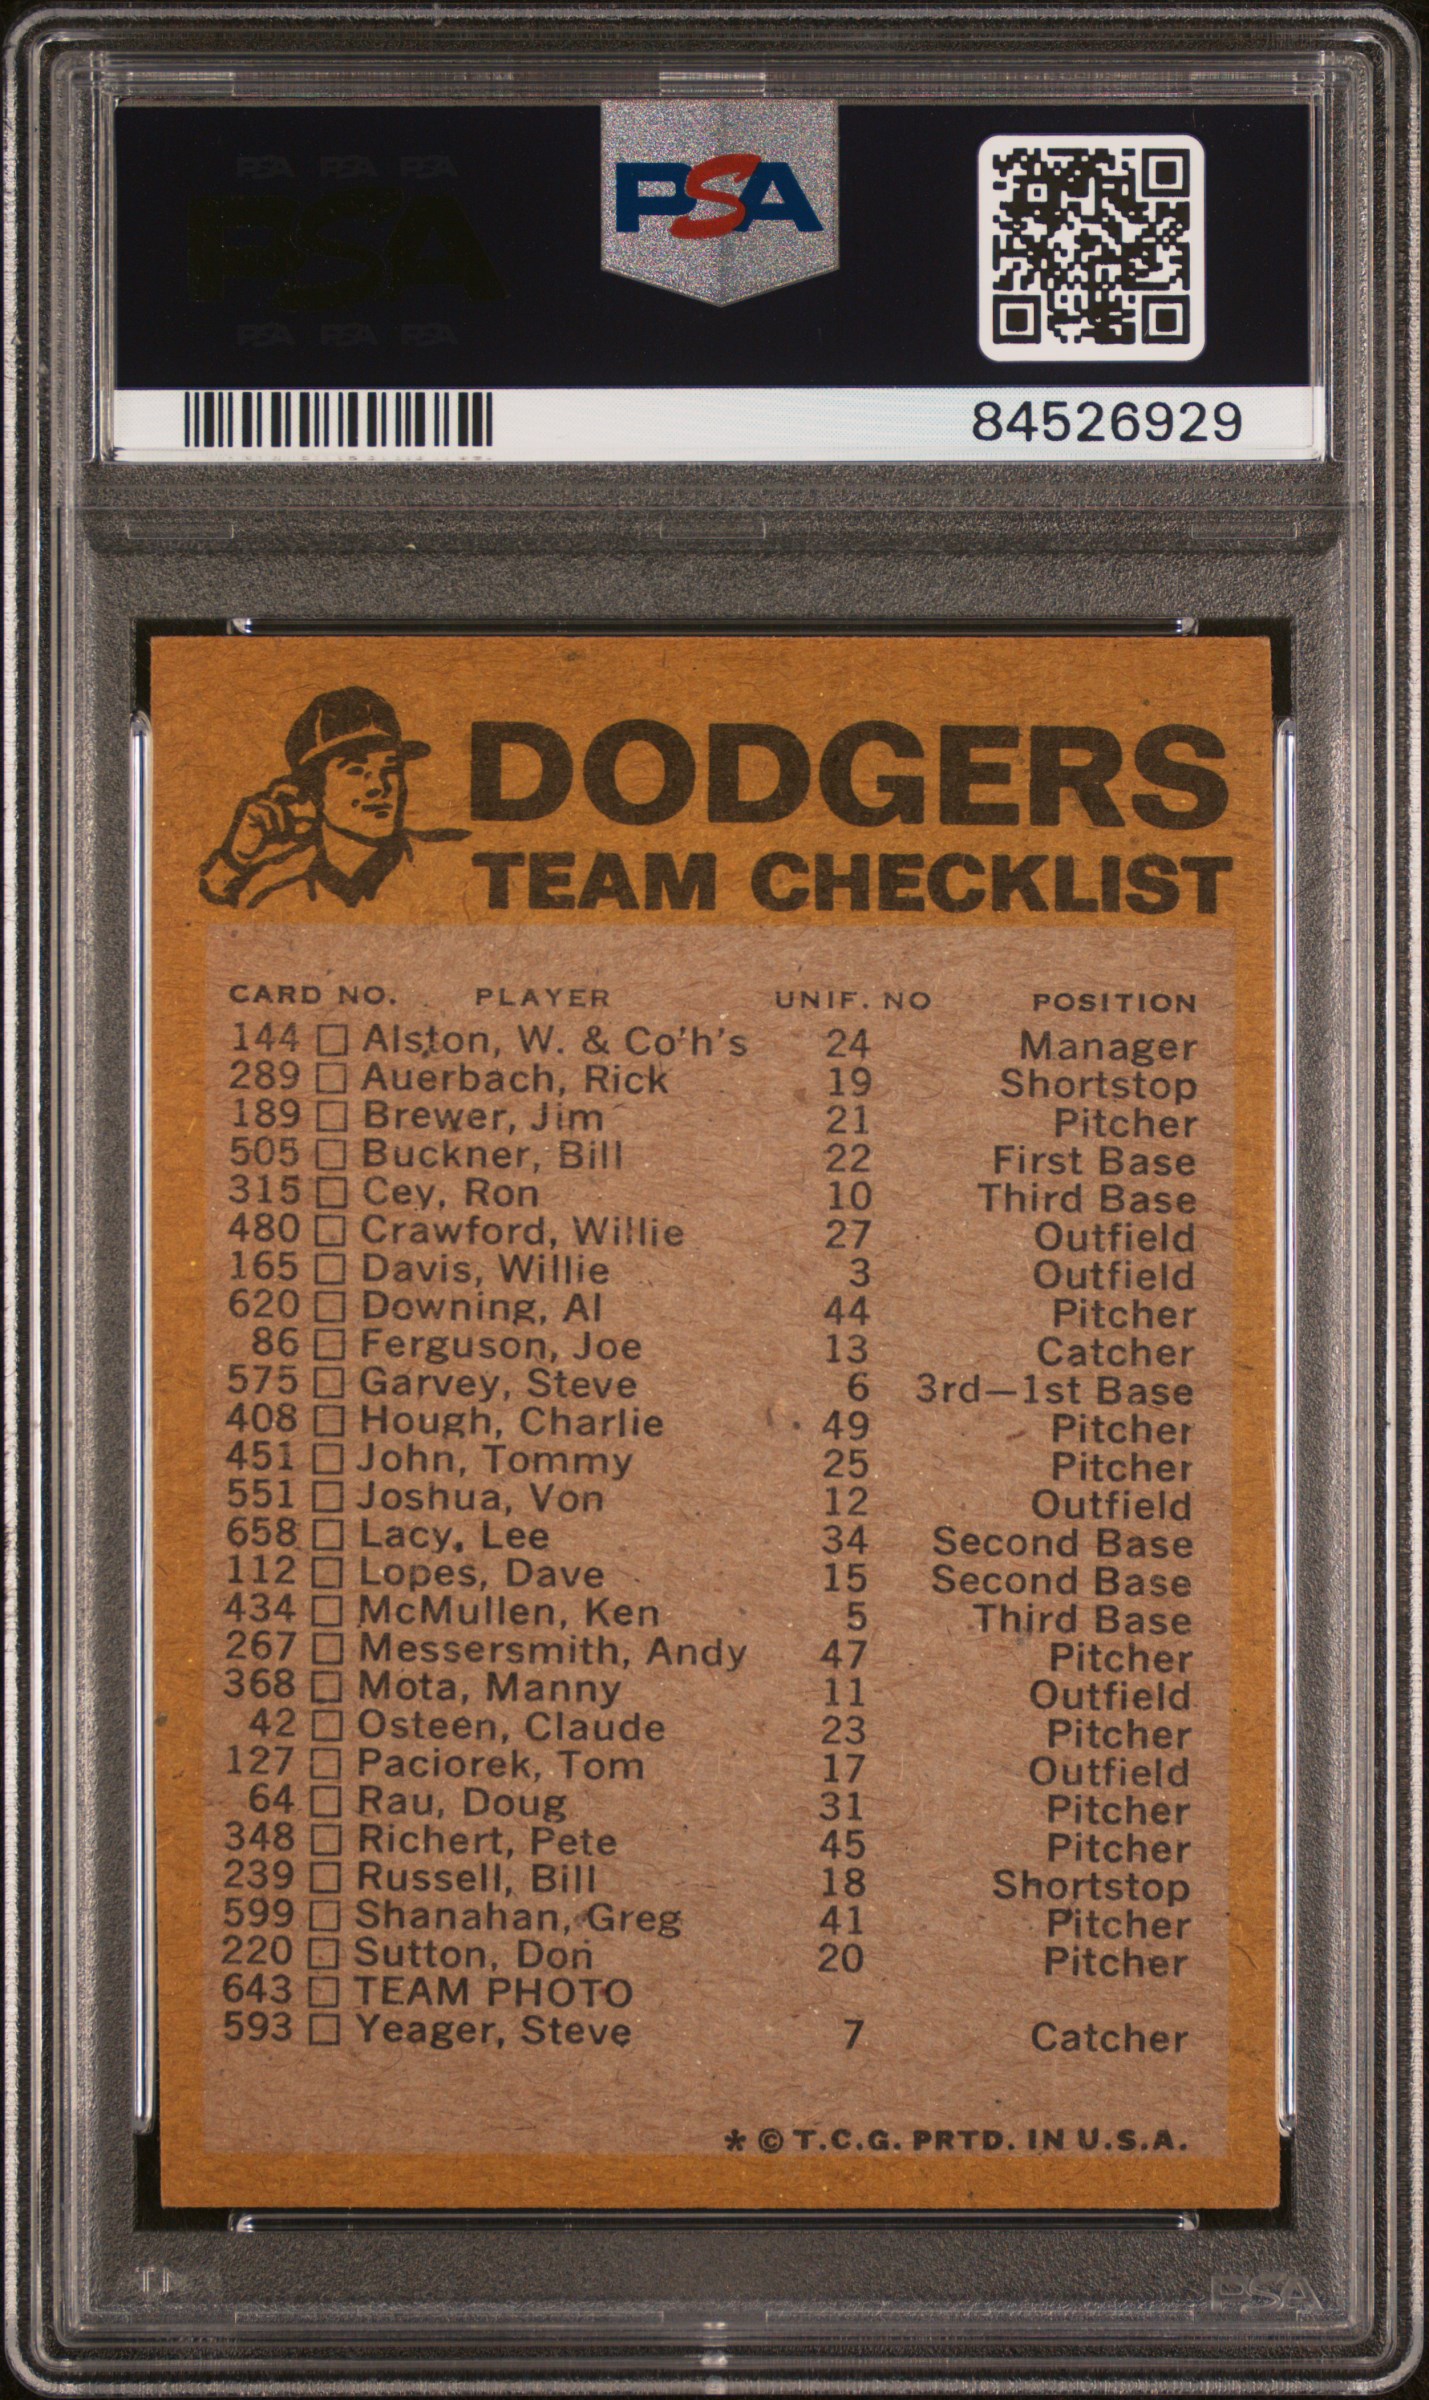 PSA PSA PSA
PSA
PSA PSA PSA
PSA
84526929
DODGERS
TEAM CHECKLIST
CARD NO. PLAYER UNIF. NO POSITION
144 Alston, W. & Co'h's 24 Manager
289 Auerbach, Rick 19 Shortstop
189 Brewer, Jim 21 Pitcher
505 Buckner, Bill 22 First Base
315 Cey, Ron 10 Third Base
480 Crawford, Willie 27 Outfield
165 Davis, Willie 3 Outfield
620 Downing, Al 44 Pitcher
86 Ferguson, Joe 13 Catcher
575 Garvey, Steve 6 3rd—1st Base
408 Hough, Charlie 49 Pitcher
451 John, Tommy 25 Pitcher
551 Joshua, Von 12 Outfield
658 Lacy, Lee 34 Second Base
112 Lopes, Dave 15 Second Base
434 McMullen, Ken 5 Third Base
267 Messersmith, Andy 47 Pitcher
368 Mota, Manny 11 Outfield
42 Osteen, Claude 23 Pitcher
127 Paciorek, Tom 17 Outfield
64 Rau, Doug 31 Pitcher
348 Richert, Pete 45 Pitcher
239 Russell, Bill 18 Shortstop
599 Shanahan, Greg 41 Pitcher
220 Sutton, Don 20 Pitcher
643 TEAM PHOTO
593 Yeager, Steve 7 Catcher
* © T.C.G. PRTD. IN U.S.A.
PSA